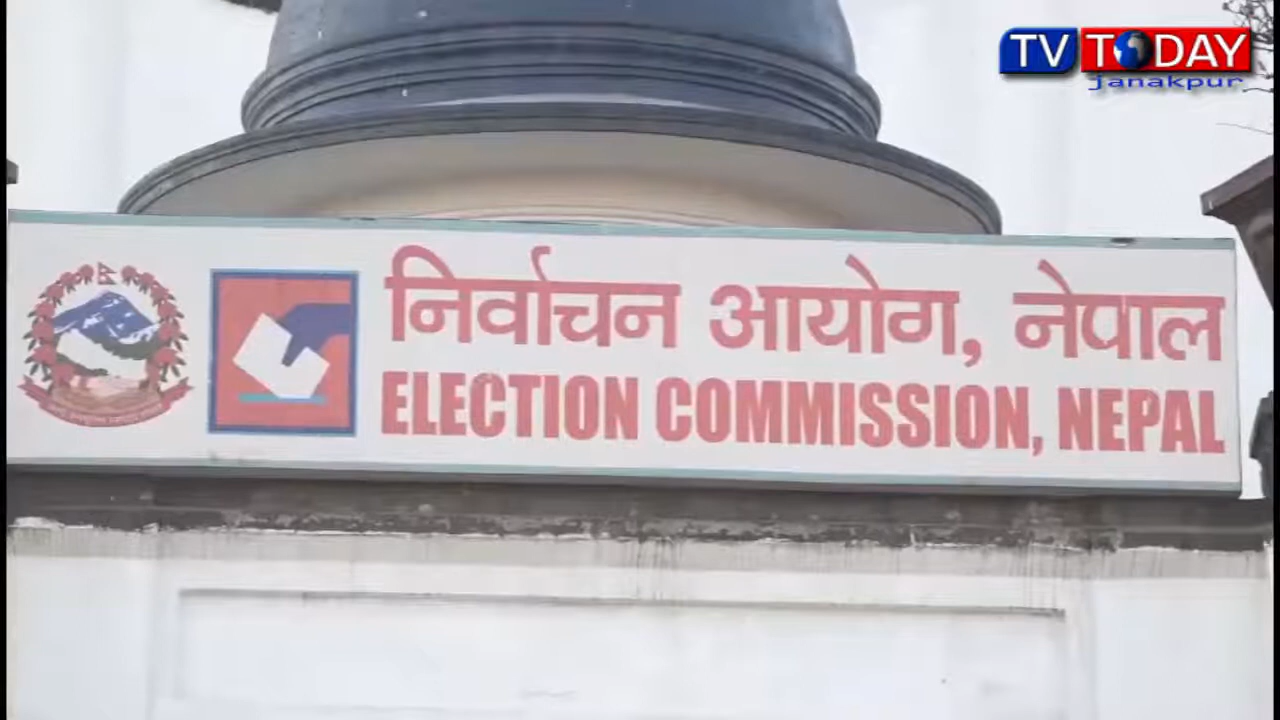 TV TODAY
janakpur
निर्वाचन आयोग, नेपाल
ELECTION COMMISSION, NEPAL